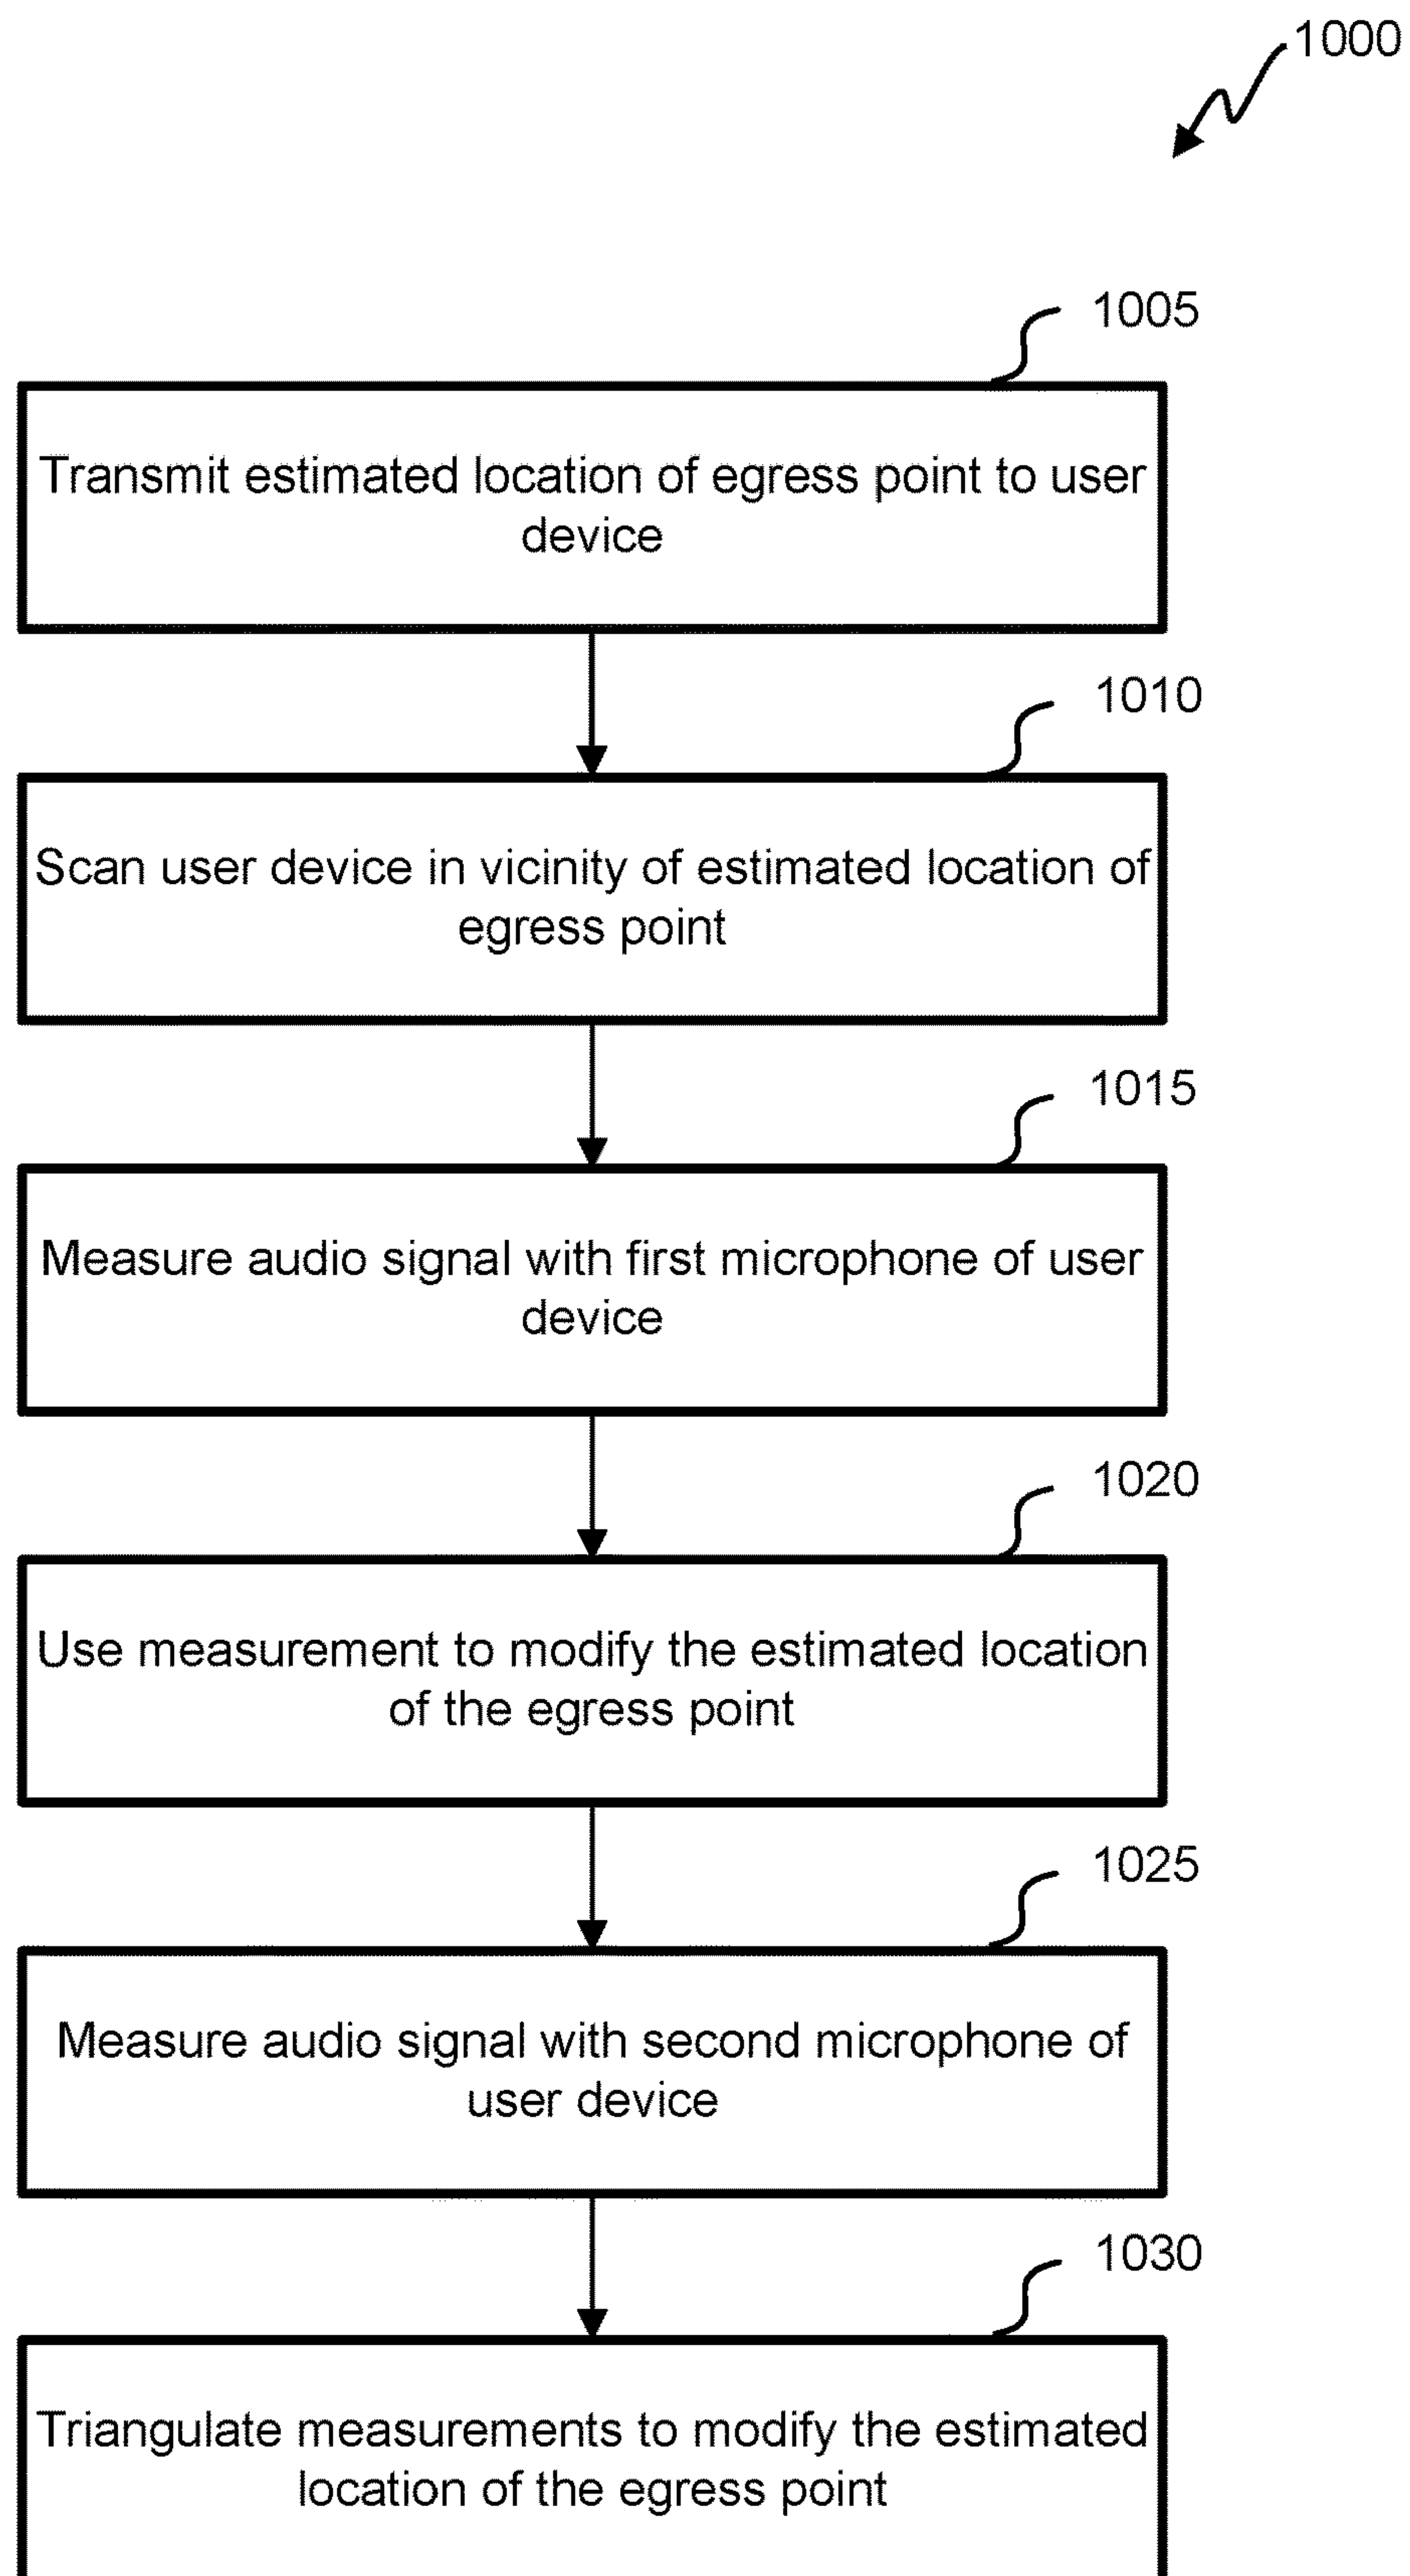 1000
1005
Transmit estimated location of egress point to user
device
1010
Scan user device in vicinity of estimated location of
egress point
1015
Measure audio signal with first microphone of user
device
1020
Use measurement to modify the estimated location
of the egress point
1025
Measure audio signal with second microphone of
user device
1030
Triangulate measurements to modify the estimated
location of the egress point